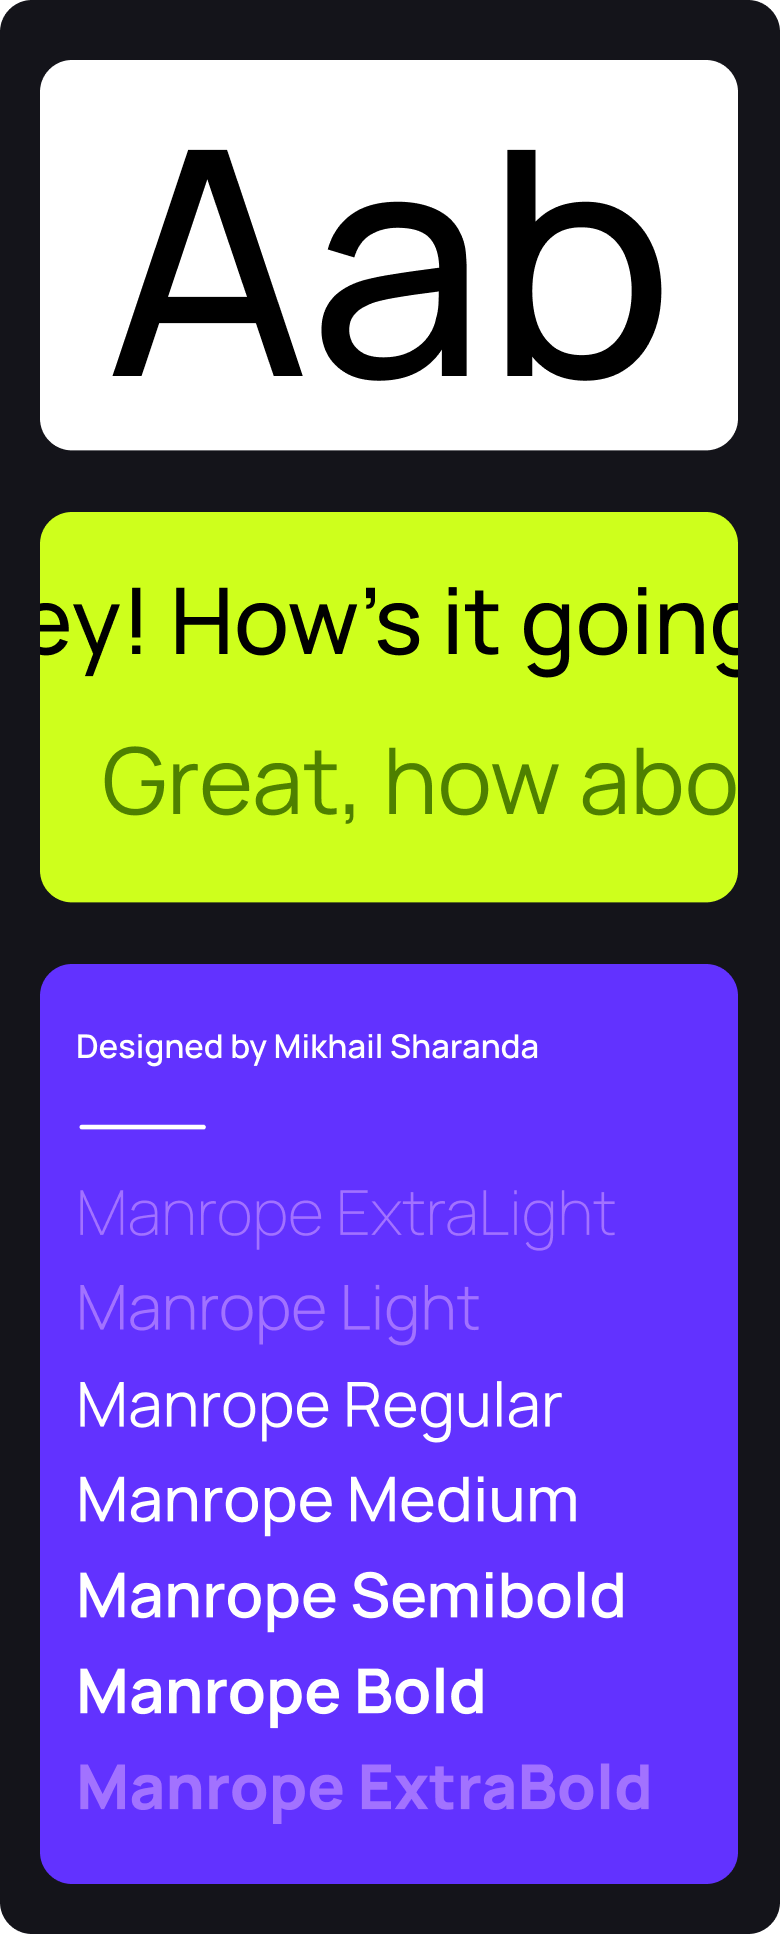 Aab
ey! How’s it going
Great, how abo
Designed by Mikhail Sharanda
Manrope ExtraLight
Manrope Light
Manrope Regular
Manrope Medium
Manrope Semibold
Manrope Bold
Manrope ExtraBold